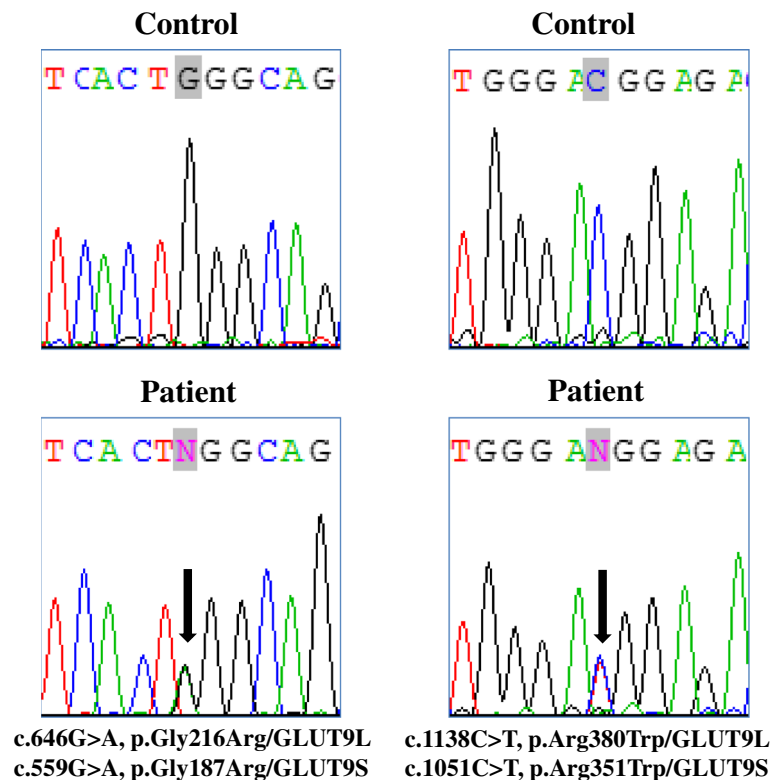 Control
Control
TCACTGGGCAG
TGGGACGGAGA
Patient
Patient
TCACTNGGCAG
TGGGANGGAGA
c.646G>A, p.Gly216Arg/GLUT9L
c.559G>A, p.Gly187Arg/GLUT9S
c.1138C>T, p.Arg380Trp/GLUT9L
c.1051C>T, p.Arg351Trp/GLUT9S